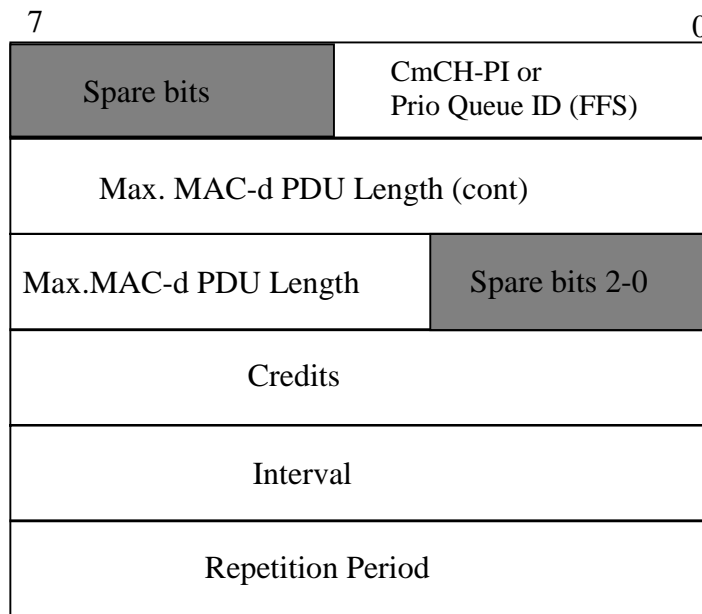 7 0
Spare bits
CmCH-PI or
Prio Queue ID (FFS)
Max. MAC-d PDU Length (cont)
Max.MAC-d PDU Length
Spare bits 2-0
Credits
Interval
Repetition Period